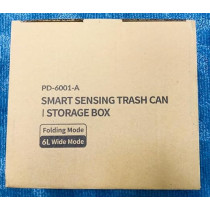 PD-6001-A
SMART SENSING TRASH CAN
/ STORAGE BOX
Folding Mode
6L Wide Mode